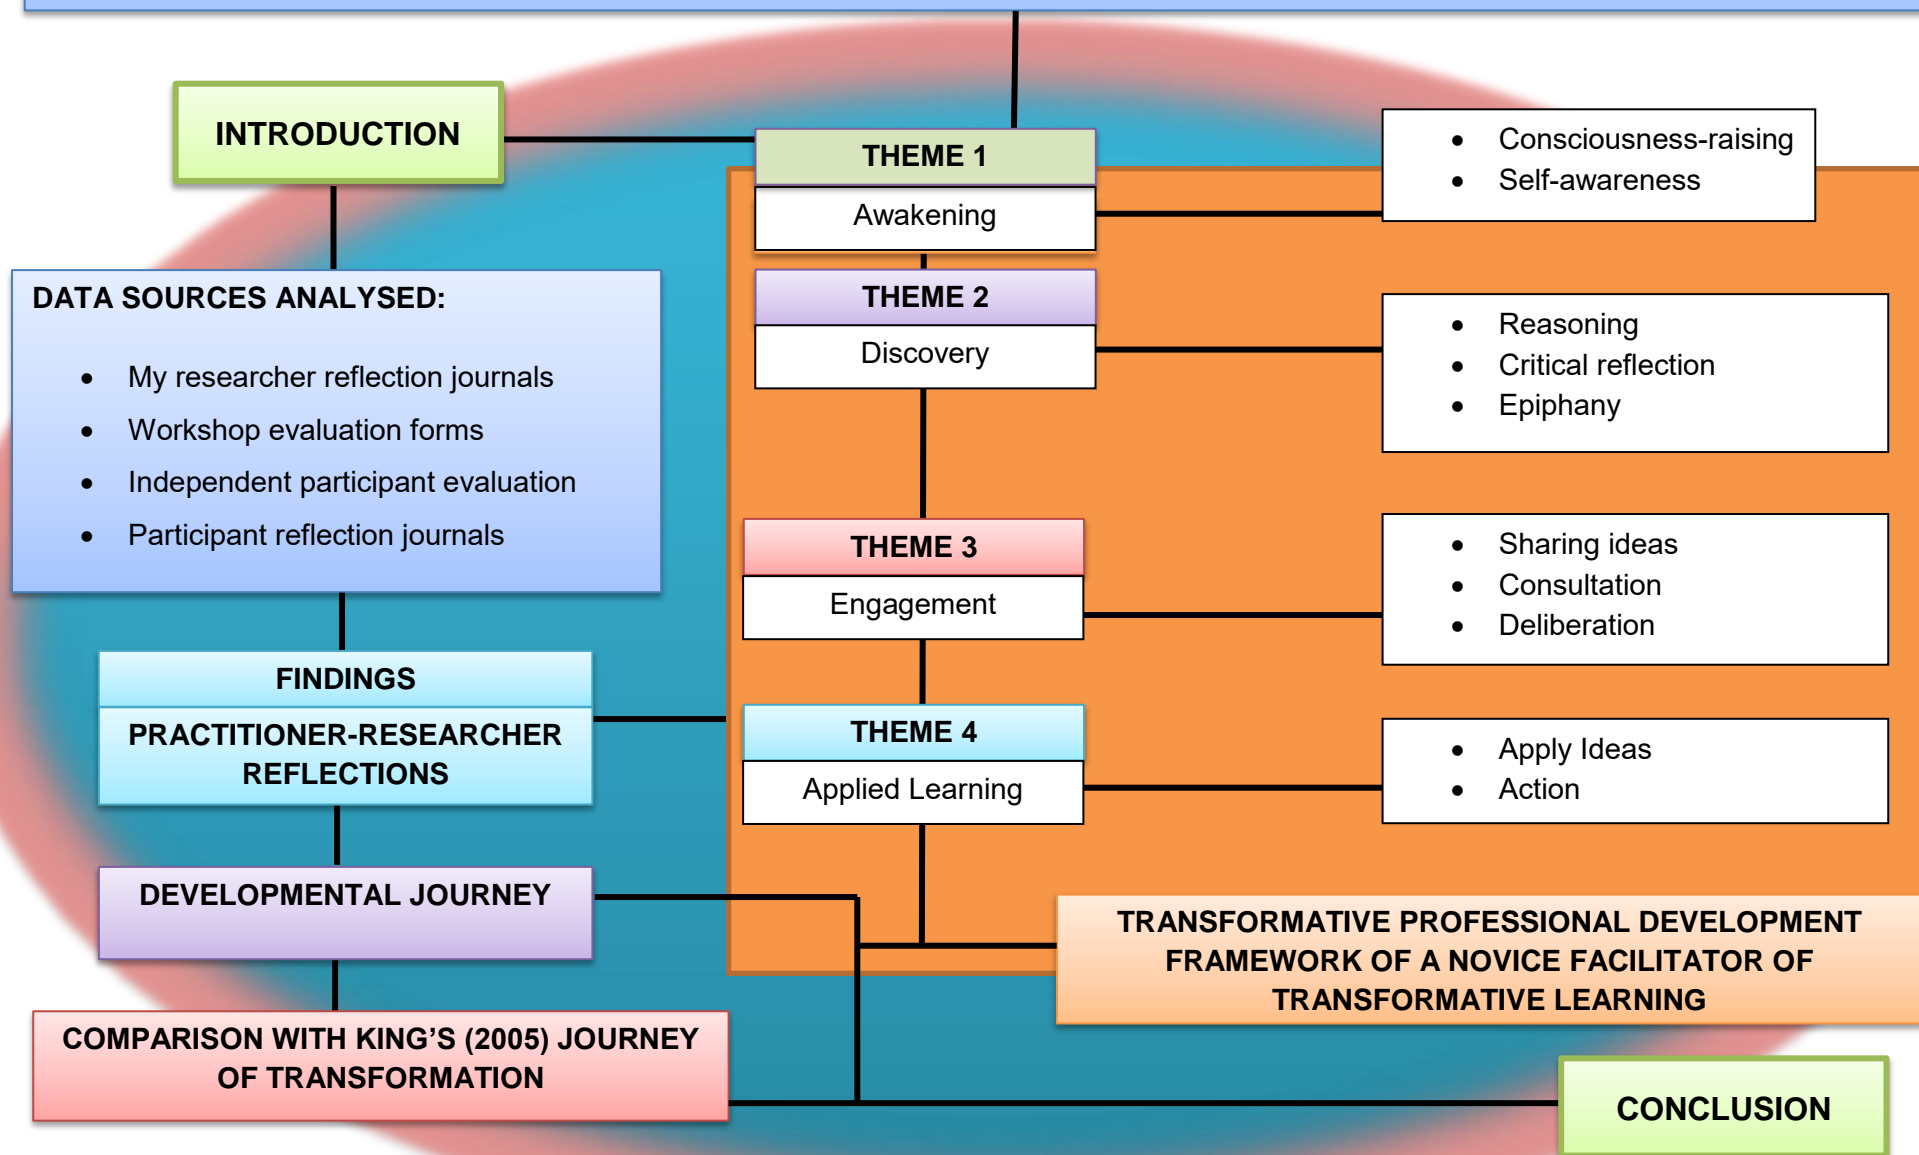 INTRODUCTION
DATA SOURCES ANALYSED:
• My researcher reflection journals
• Workshop evaluation forms
• Independent participant evaluation
• Participant reflection journals
FINDINGS
PRACTITIONER-RESEARCHER
REFLECTIONS
DEVELOPMENTAL JOURNEY
COMPARISON WITH KING'S (2005) JOURNEY
OF TRANSFORMATION
THEME 1
Awakening
• Consciousness-raising
• Self-awareness
THEME 2
Discovery
• Reasoning
• Critical reflection
• Epiphany
THEME 3
Engagement
• Sharing ideas
• Consultation
• Deliberation
THEME 4
Applied Learning
• Apply Ideas
• Action
TRANSFORMATIVE PROFESSIONAL DEVELOPMENT
FRAMEWORK OF A NOVICE FACILITATOR OF
TRANSFORMATIVE LEARNING
CONCLUSION